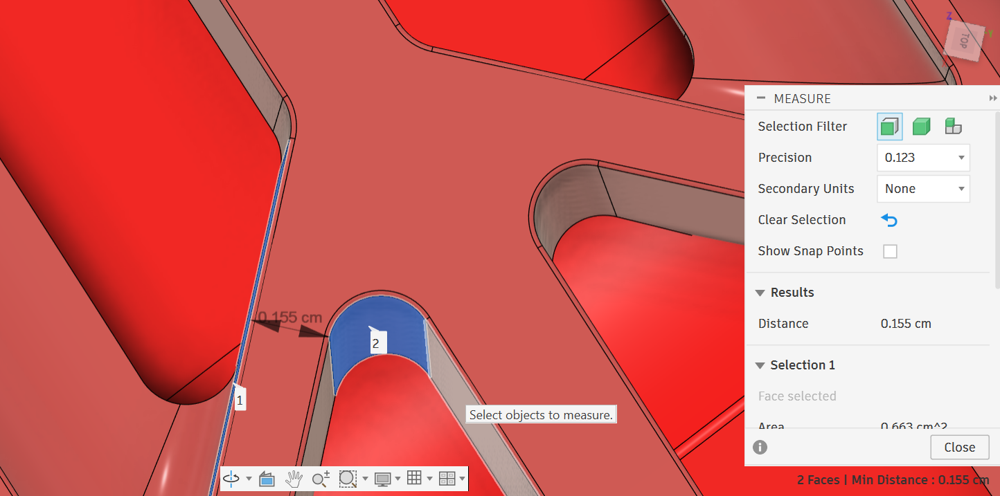 Z
Y
TOP
MEASURE
Selection Filter
Precision 0.123
Secondary Units None
Clear Selection
Show Snap Points
Results
Distance 0.155 cm
Selection 1
Face selected
Area 0.663 cm^2
Close
0.155 cm
2
1
Select objects to measure.
2 Faces | Min Distance : 0.155 cm